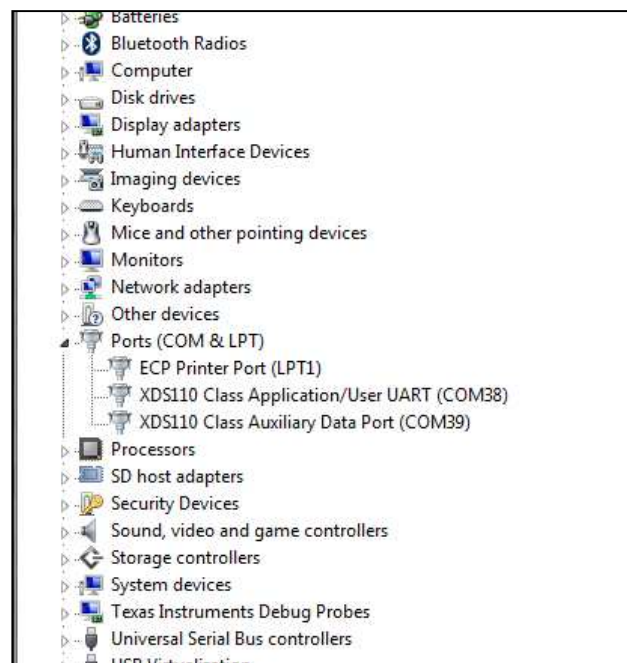 Batteries
Bluetooth Radios
Computer
Disk drives
Display adapters
Human Interface Devices
Imaging devices
Keyboards
Mice and other pointing devices
Monitors
Network adapters
Other devices
Ports (COM & LPT)
ECP Printer Port (LPT1)
XDS110 Class Application/User UART (COM38)
XDS110 Class Auxiliary Data Port (COM39)
Processors
SD host adapters
Security Devices
Sound, video and game controllers
Storage controllers
System devices
Texas Instruments Debug Probes
Universal Serial Bus controllers
USB Virtualization